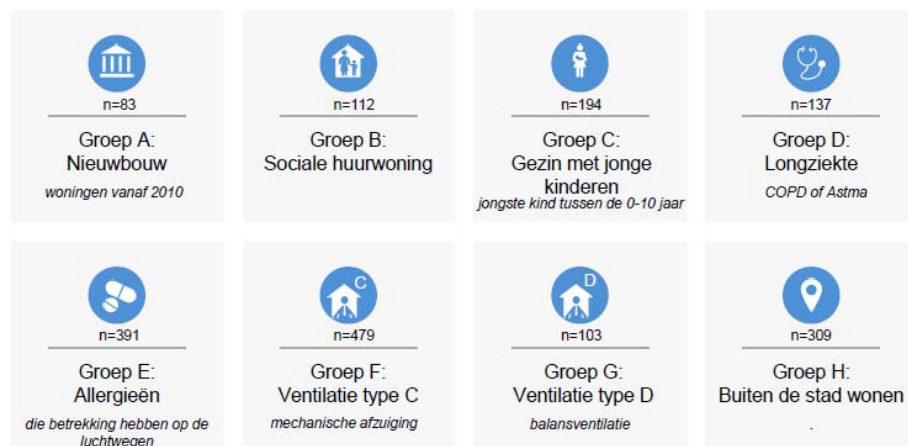 n=83
Groep A:
Nieuwbouw
woningen vanaf 2010
n=112
Groep B:
Sociale huurwoning
n=194
Groep C:
Gezin met jonge
kinderen
jongste kind tussen de 0-10 jaar
n=137
Groep D:
Longziekte
COPD of Astma
n=391
Groep E:
Allergieën
die betrekking hebben op de
luchtwegen
C
n=479
Groep F:
Ventilatie type C
mechanische afzuiging
D
n=103
Groep G:
Ventilatie type D
balansventilatie
n=309
Groep H:
Buiten de stad wonen
.